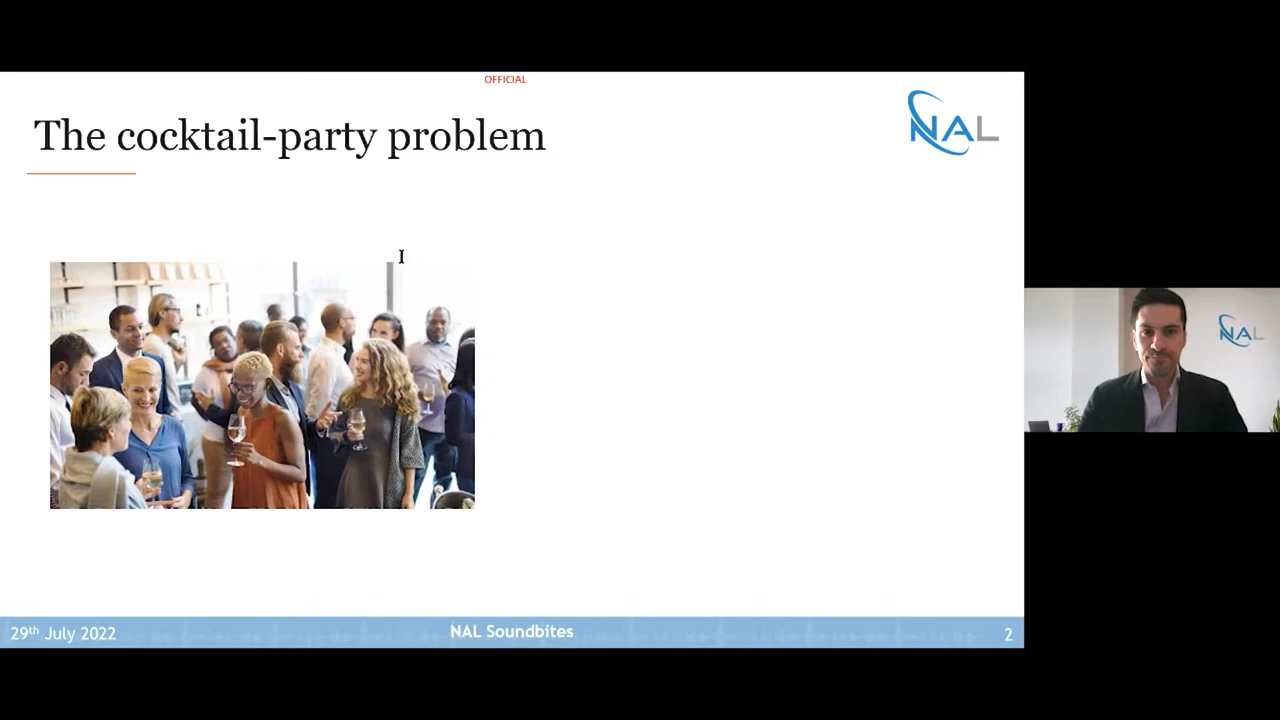 OFFICIAL
The cocktail-party problem
NAL
NAL
29th July 2022
NAL Soundbites
2